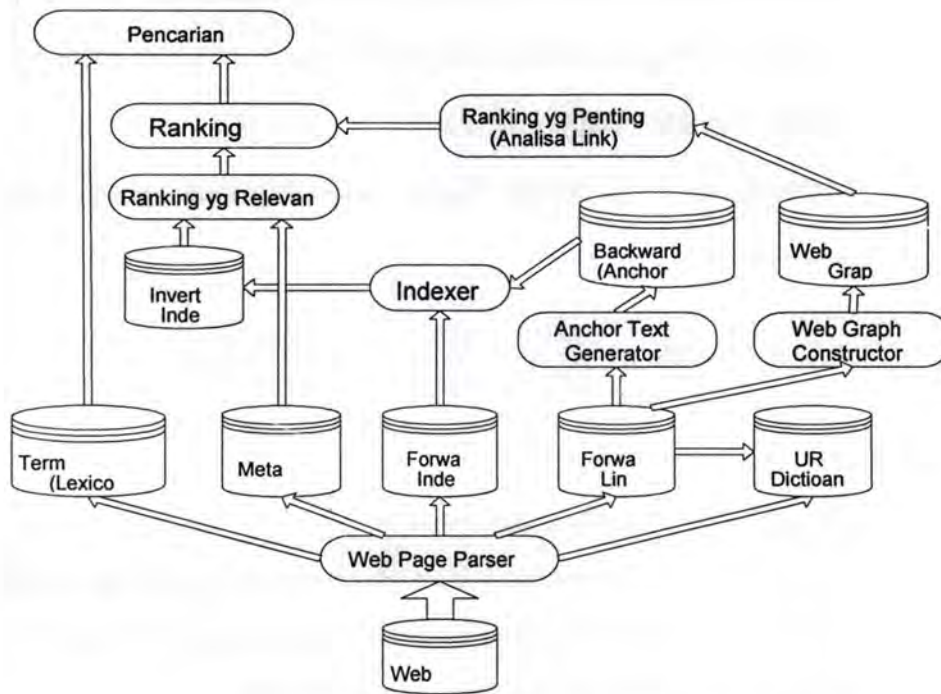 Pencarian
Ranking
Ranking yg Penting
(Analisa Link)
Ranking yg Relevan
Backward
(Anchor
Web
Grap
Invert
Inde
Indexer
Anchor Text
Generator
Web Graph
Constructor
Term
(Lexico
Meta
Forwa
Inde
Forwa
Lin
UR
Dictioan
Web Page Parser
Web